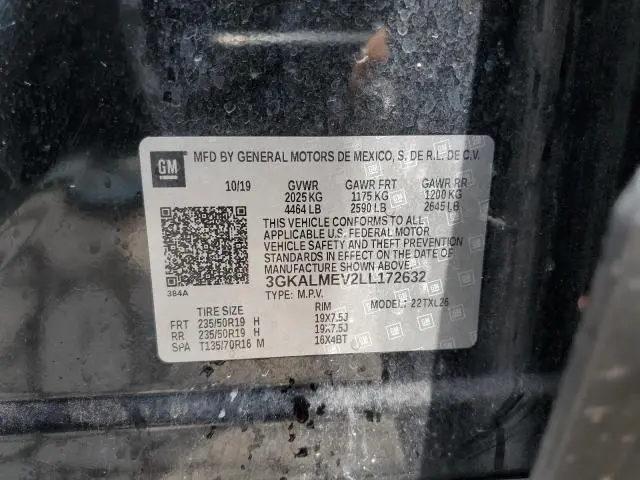 GM
MFD BY GENERAL MOTORS DE MEXICO, S. DE R.L. DE C.V.
10/19 GVWR GAWR FRT GAWR RR
2025 KG 1175 KG 1200 KG
4464 LB 2590 LB 2645 LB
THIS VEHICLE CONFORMS TO ALL
APPLICABLE U.S. FEDERAL MOTOR
VEHICLE SAFETY AND THEFT PREVENTION
STANDARDS IN EFFECT ON THE DATE OF
MANUFACTURE SHOWN ABOVE.
384A
3GKALMEV2LL172632
TYPE: M.P.V. MODEL: 22TXL26
TIRE SIZE RIM
FRT 235/50R19 H 19X7.5J
RR 235/50R19 H 19X7.5J
SPA T135/70R16 M 16X4BT